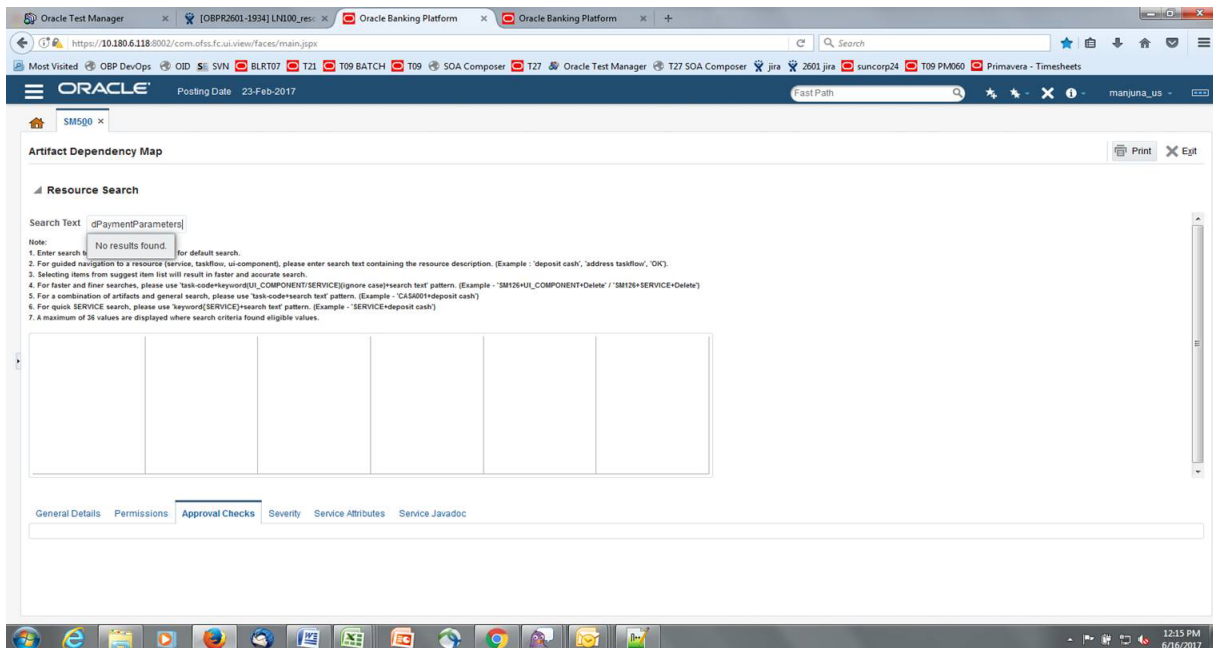 Oracle Test Manager × [OBPR2601-1934] LN100_resc × Oracle Banking Platform × Oracle Banking Platform × +
https://10.180.6.118:8002/com.ofss.fc.ui.view/faces/main.jspx Search
Most Visited OBP DevOps OID SE SVN BLRT07 T21 T09 BATCH T09 SOA Composer T27 Oracle Test Manager T27 SOA Composer jira 2601 jira suncorp24 T09 PM060 Primavera - Timesheets
ORACLE Posting Date 23-Feb-2017 Fast Path manjuna_us
SM500 ×
Artifact Dependency Map Print Exit
Resource Search
Search Text dPaymentParameters
No results found.
Note:
1. Enter search t for default search.
2. For guided navigation to a resource (service, taskflow, ui-component), please enter search text containing the resource description. (Example : 'deposit cash', 'address taskflow', 'OK').
3. Selecting items from suggest item list will result in faster and accurate search.
4. For faster and finer searches, please use 'task-code+keyword(UI_COMPONENT/SERVICE)(ignore case)+search text' pattern. (Example - 'SM126+UI_COMPONENT+Delete' / 'SM126+SERVICE+Delete')
5. For a combination of artifacts and general search, please use 'task-code+search text' pattern. (Example - 'CASA001+deposit cash')
6. For quick SERVICE search, please use 'keyword(SERVICE)+search text' pattern. (Example - 'SERVICE+deposit cash')
7. A maximum of 36 values are displayed where search criteria found eligible values.
General Details Permissions Approval Checks Severity Service Attributes Service Javadoc
12:15 PM
6/16/2017